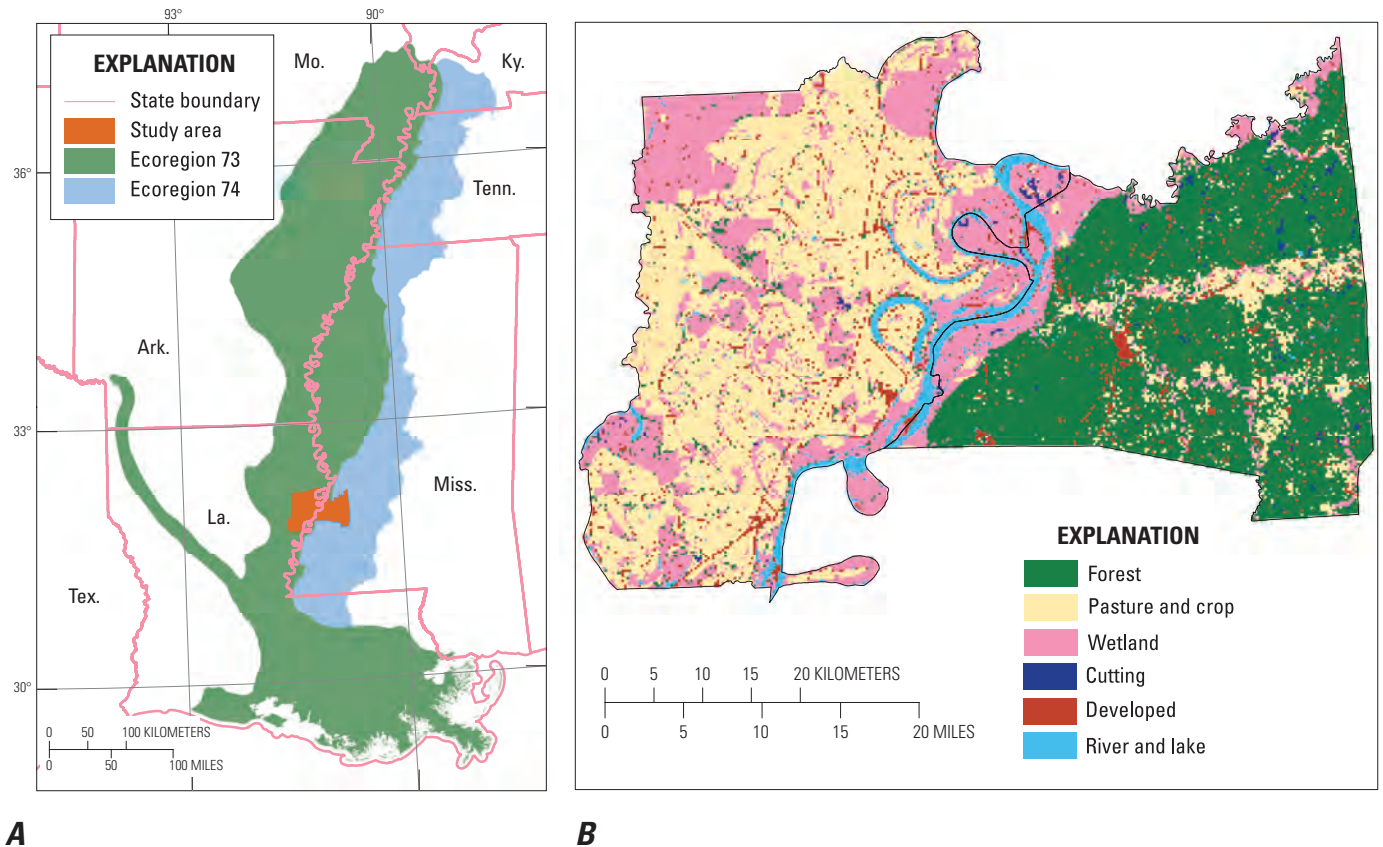 93°
90°
EXPLANATION
State boundary
Study area
Ecoregion 73
Ecoregion 74
Mo.
Ky.
36°
Tenn.
Ark.
33°
Miss.
La.
Tex.
30°
0 50 100 KILOMETERS
0 50 100 MILES
A
EXPLANATION
Forest
Pasture and crop
Wetland
Cutting
Developed
River and lake
0 5 10 15 20 KILOMETERS
0 5 10 15 20 MILES
B